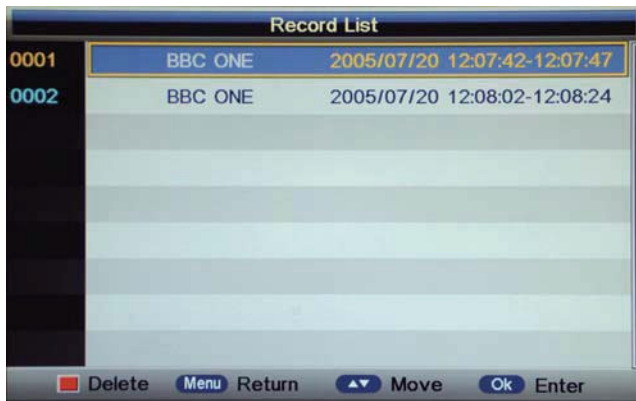 Record List
0001 BBC ONE 2005/07/20 12:07:42-12:07:47
0002 BBC ONE 2005/07/20 12:08:02-12:08:24
Delete Menu Return Move Ok Enter